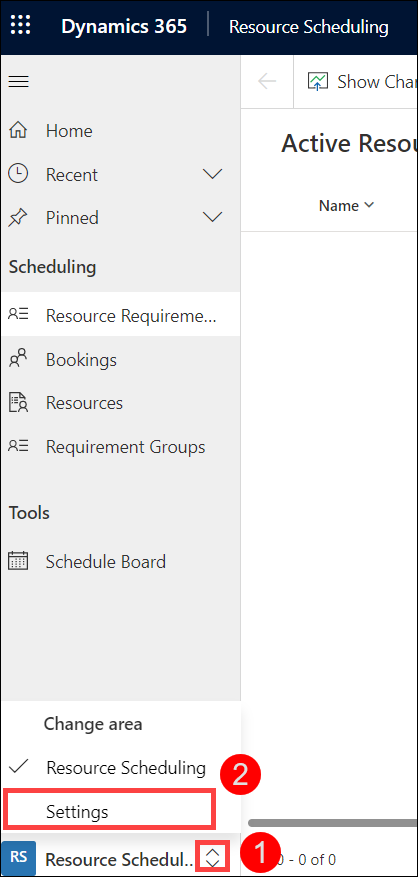 Dynamics 365 Resource Scheduling
Show Char
Home
Active Resou
Recent
Name
Pinned
Scheduling
Resource Requireme...
Bookings
Resources
Requirement Groups
Tools
Schedule Board
Change area
Resource Scheduling 2
Settings
RS Resource Schedul... 1 0 - 0 of 0